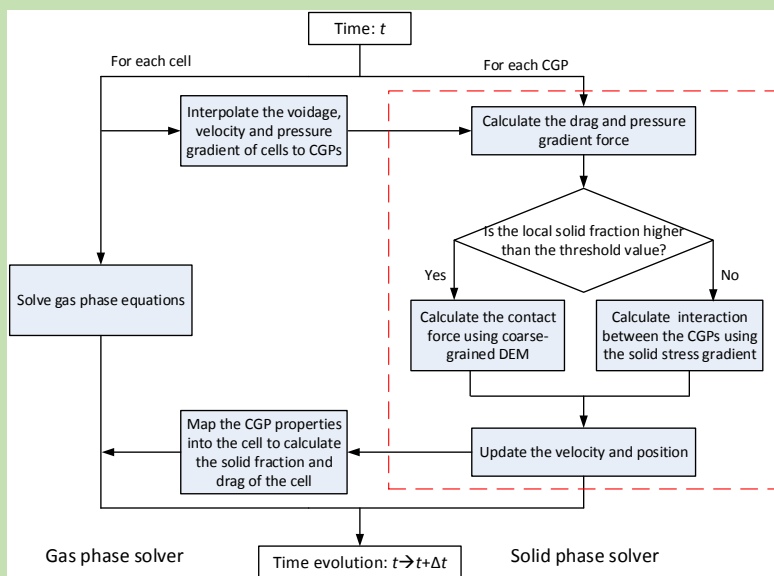 Time: t
For each cell
For each CGP
Interpolate the voidage,
velocity and pressure
gradient of cells to CGPs
Calculate the drag and pressure
gradient force
Is the local solid fraction higher
than the threshold value?
Yes
No
Solve gas phase equations
Calculate the contact
force using coarse-
grained DEM
Calculate interaction
between the CGPs using
the solid stress gradient
Map the CGP properties
into the cell to calculate
the solid fraction and
drag of the cell
Update the velocity and position
Gas phase solver
Time evolution: t→t+Δt
Solid phase solver